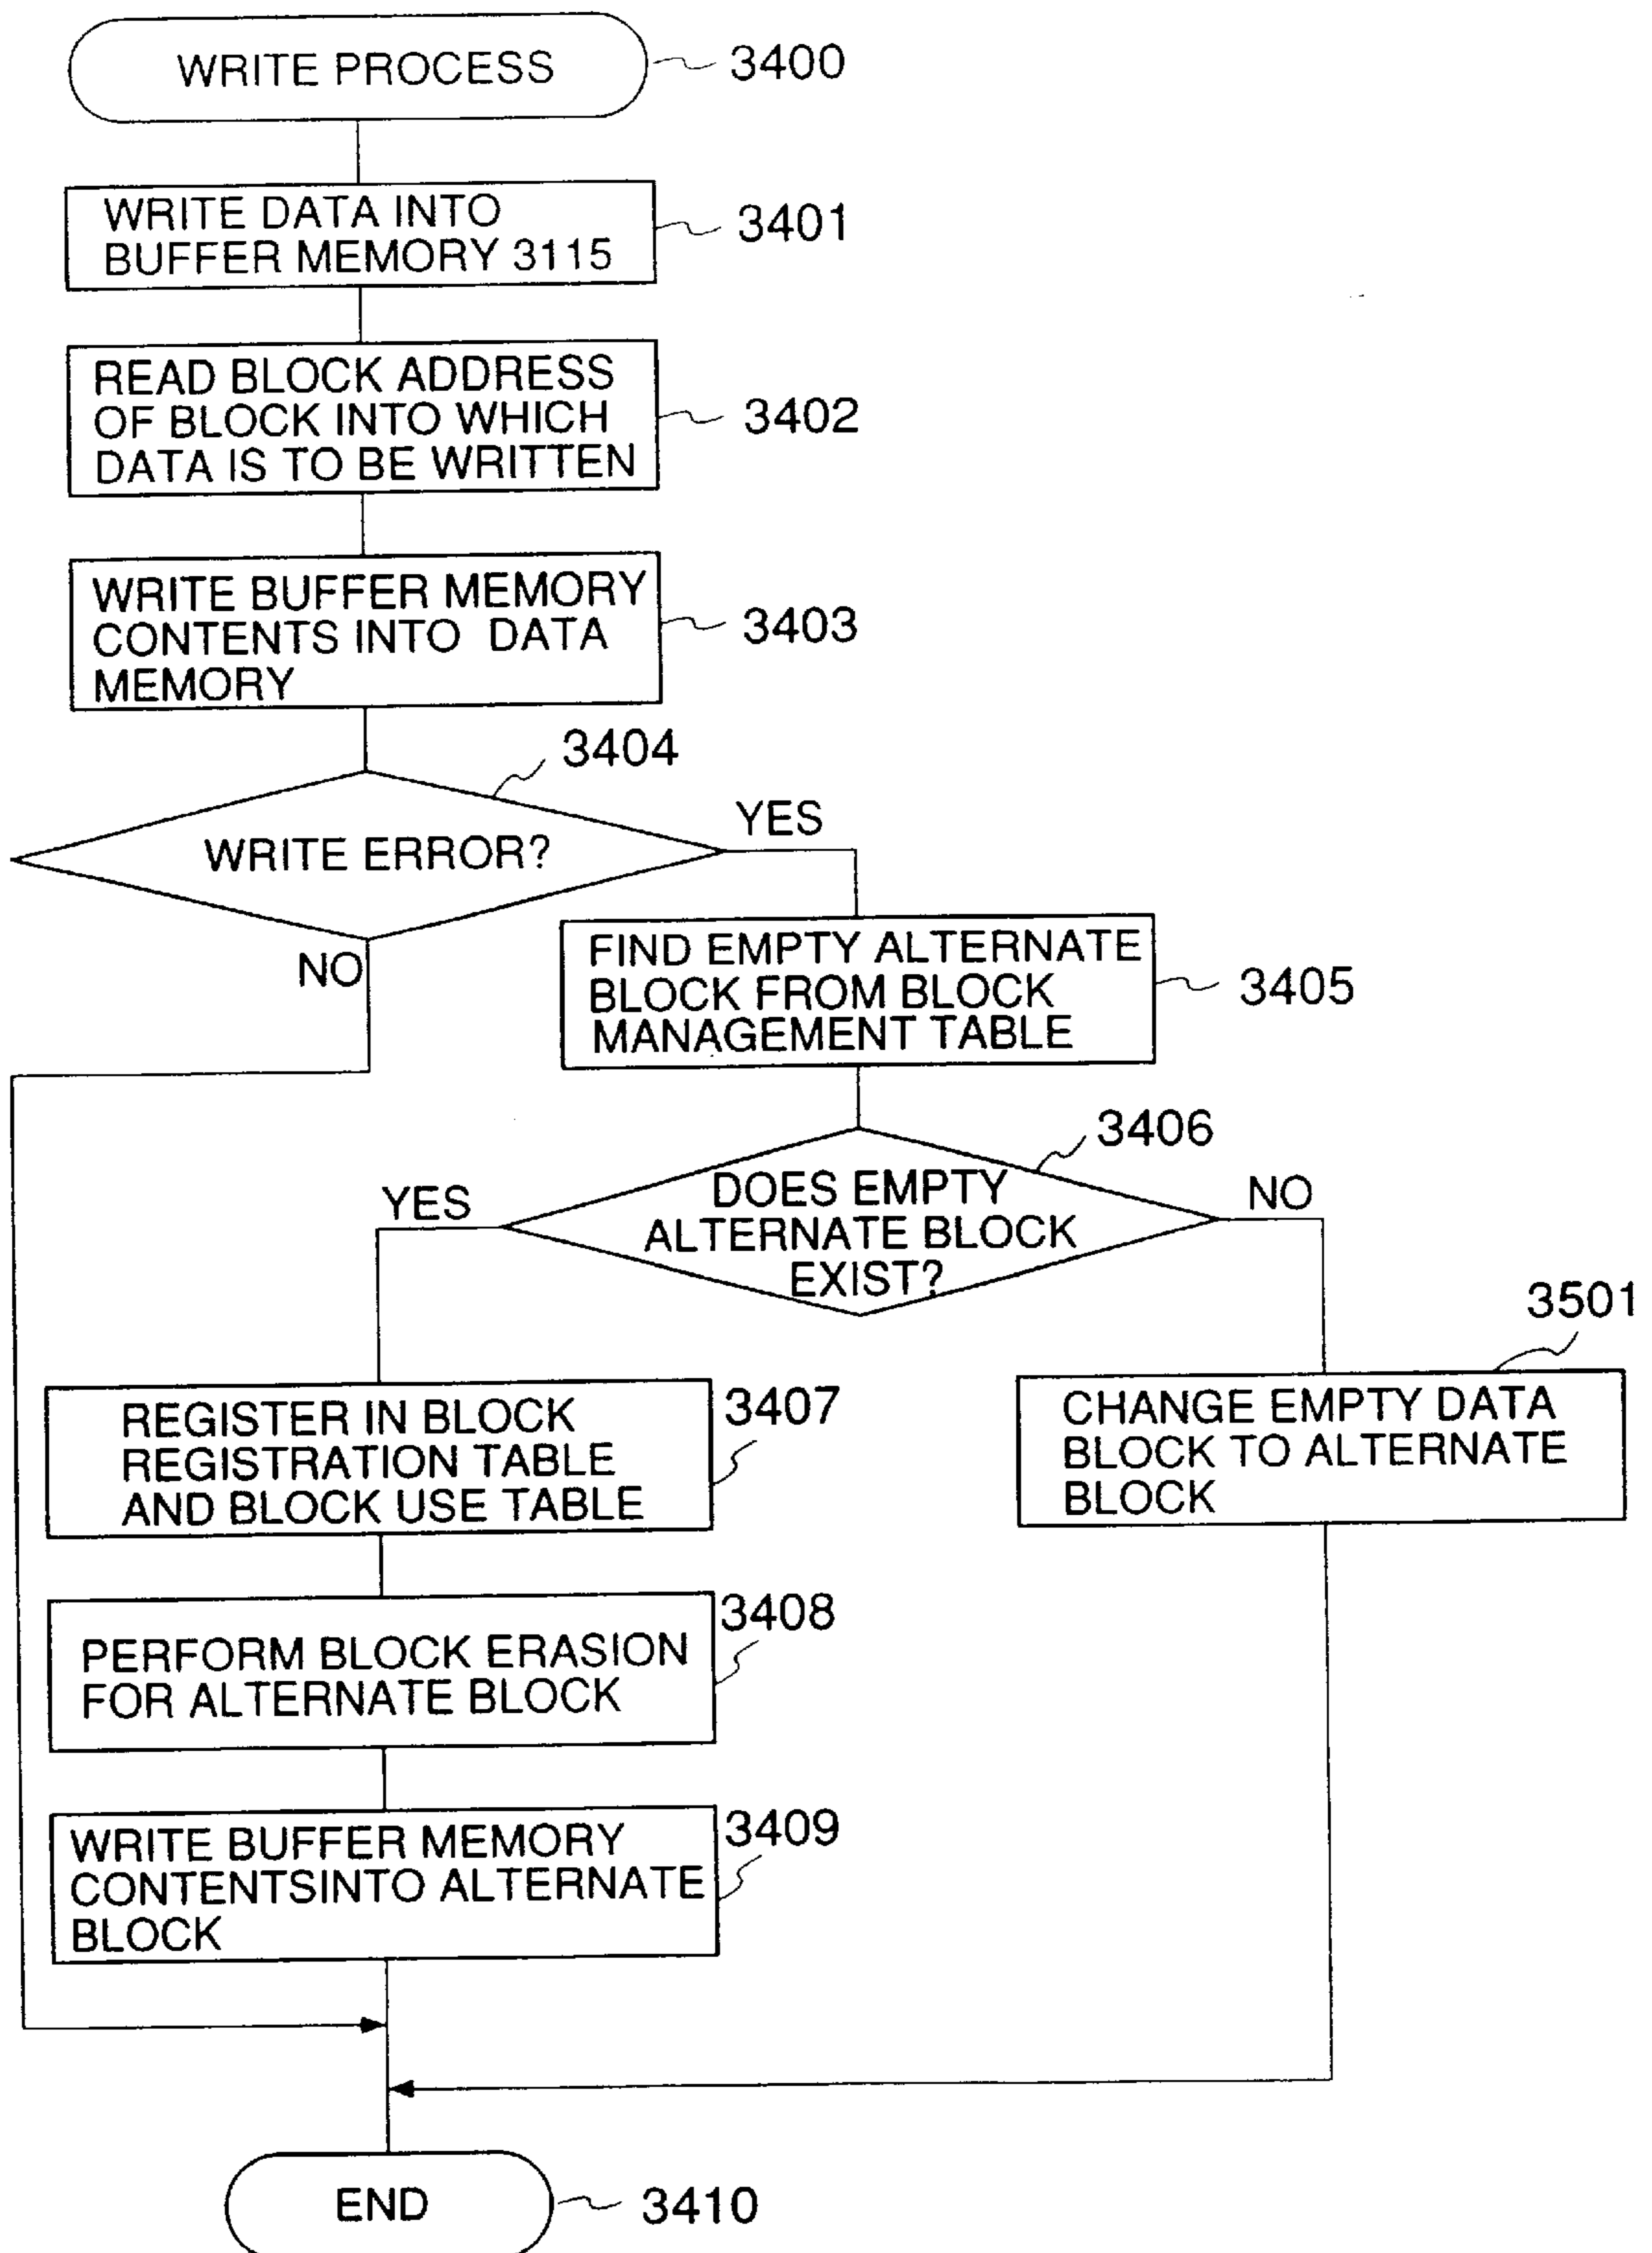 WRITE PROCESS
3400
WRITE DATA INTO
BUFFER MEMORY 3115
3401
READ BLOCK ADDRESS
OF BLOCK INTO WHICH
DATA IS TO BE WRITTEN
3402
WRITE BUFFER MEMORY
CONTENTS INTO DATA
MEMORY
3403
3404
WRITE ERROR?
YES
NO
FIND EMPTY ALTERNATE
BLOCK FROM BLOCK
MANAGEMENT TABLE
3405
3406
DOES EMPTY
ALTERNATE BLOCK
EXIST?
YES
NO
REGISTER IN BLOCK
REGISTRATION TABLE
AND BLOCK USE TABLE
3407
3501
CHANGE EMPTY DATA
BLOCK TO ALTERNATE
BLOCK
PERFORM BLOCK ERASION
FOR ALTERNATE BLOCK
3408
WRITE BUFFER MEMORY
CONTENTSINTO ALTERNATE
BLOCK
3409
END
3410